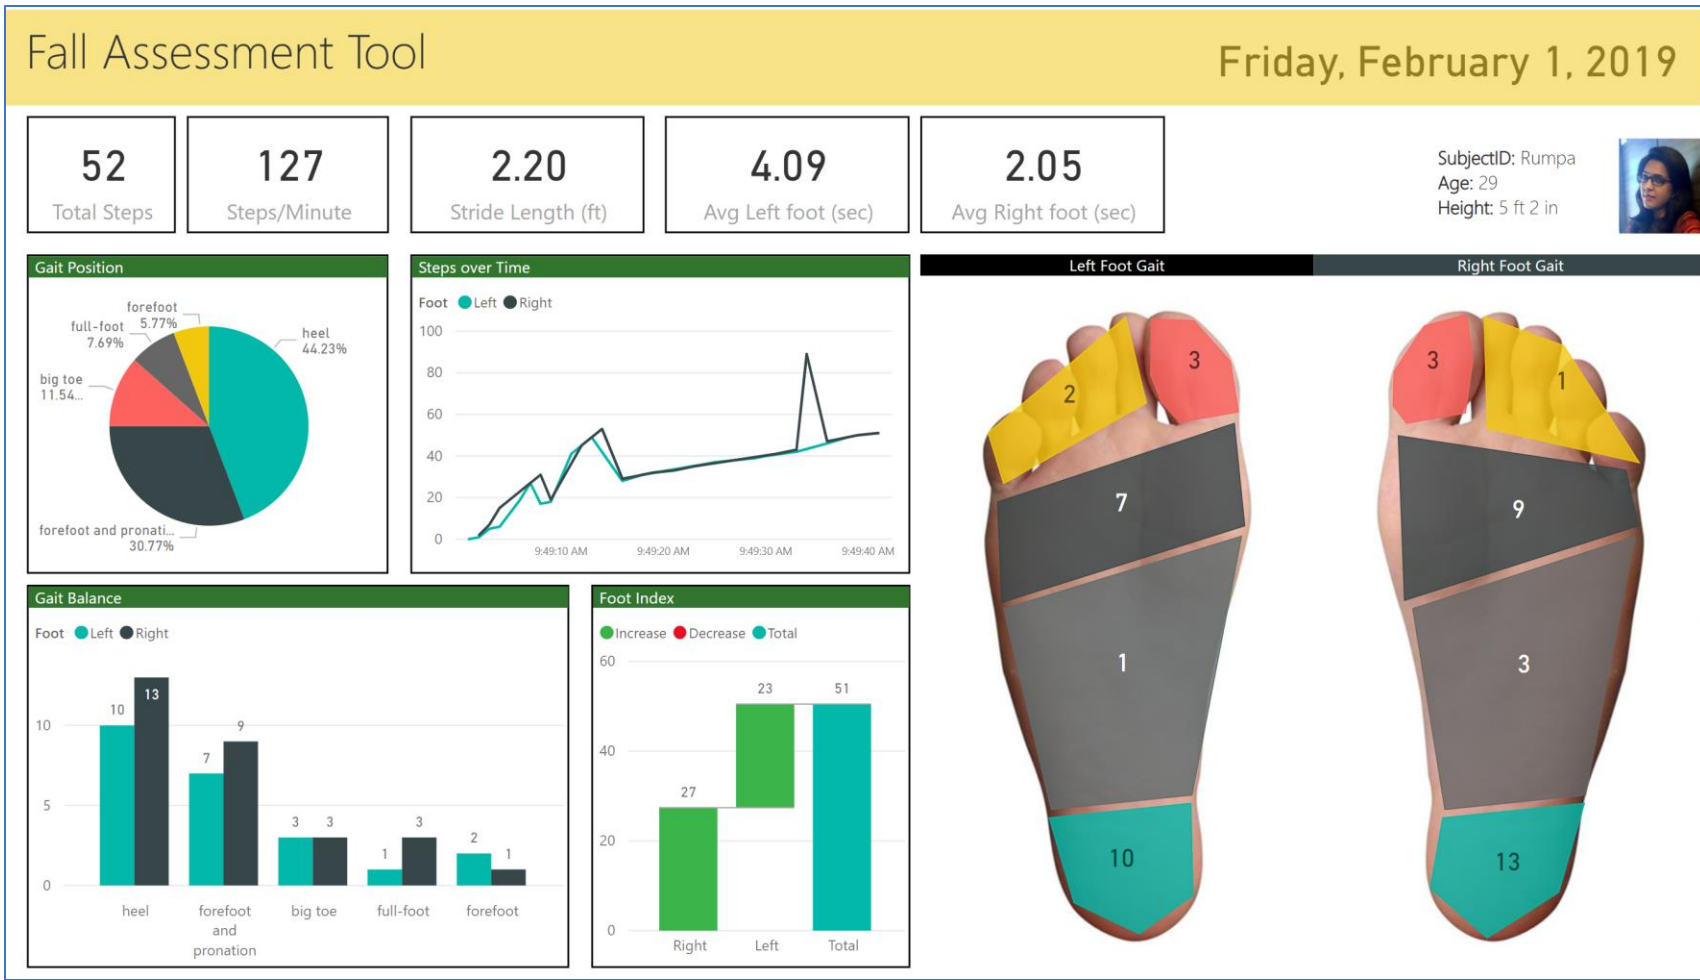 Fall Assessment Tool
Friday, February 1, 2019
52
Total Steps
127
Steps/Minute
2.20
Stride Length (ft)
4.09
Avg Left foot (sec)
2.05
Avg Right foot (sec)
SubjectID: Rumpa
Age: 29
Height: 5 ft 2 in
Gait Position
forefoot
5.77%
full-foot
7.69%
heel
44.23%
big toe
11.54...
forefoot and pronati...
30.77%
Steps over Time
Foot Left Right
100
80
60
40
20
0
9:49:10 AM 9:49:20 AM 9:49:30 AM 9:49:40 AM
Left Foot Gait
2
3
7
1
10
Right Foot Gait
3
1
9
3
13
Gait Balance
Foot Left Right
10
5
0
10
13
7
9
3
3
1
3
2
1
heel
forefoot
and
pronation
big toe
full-foot
forefoot
Foot Index
Increase Decrease Total
60
40
20
0
27
23
51
Right Left Total